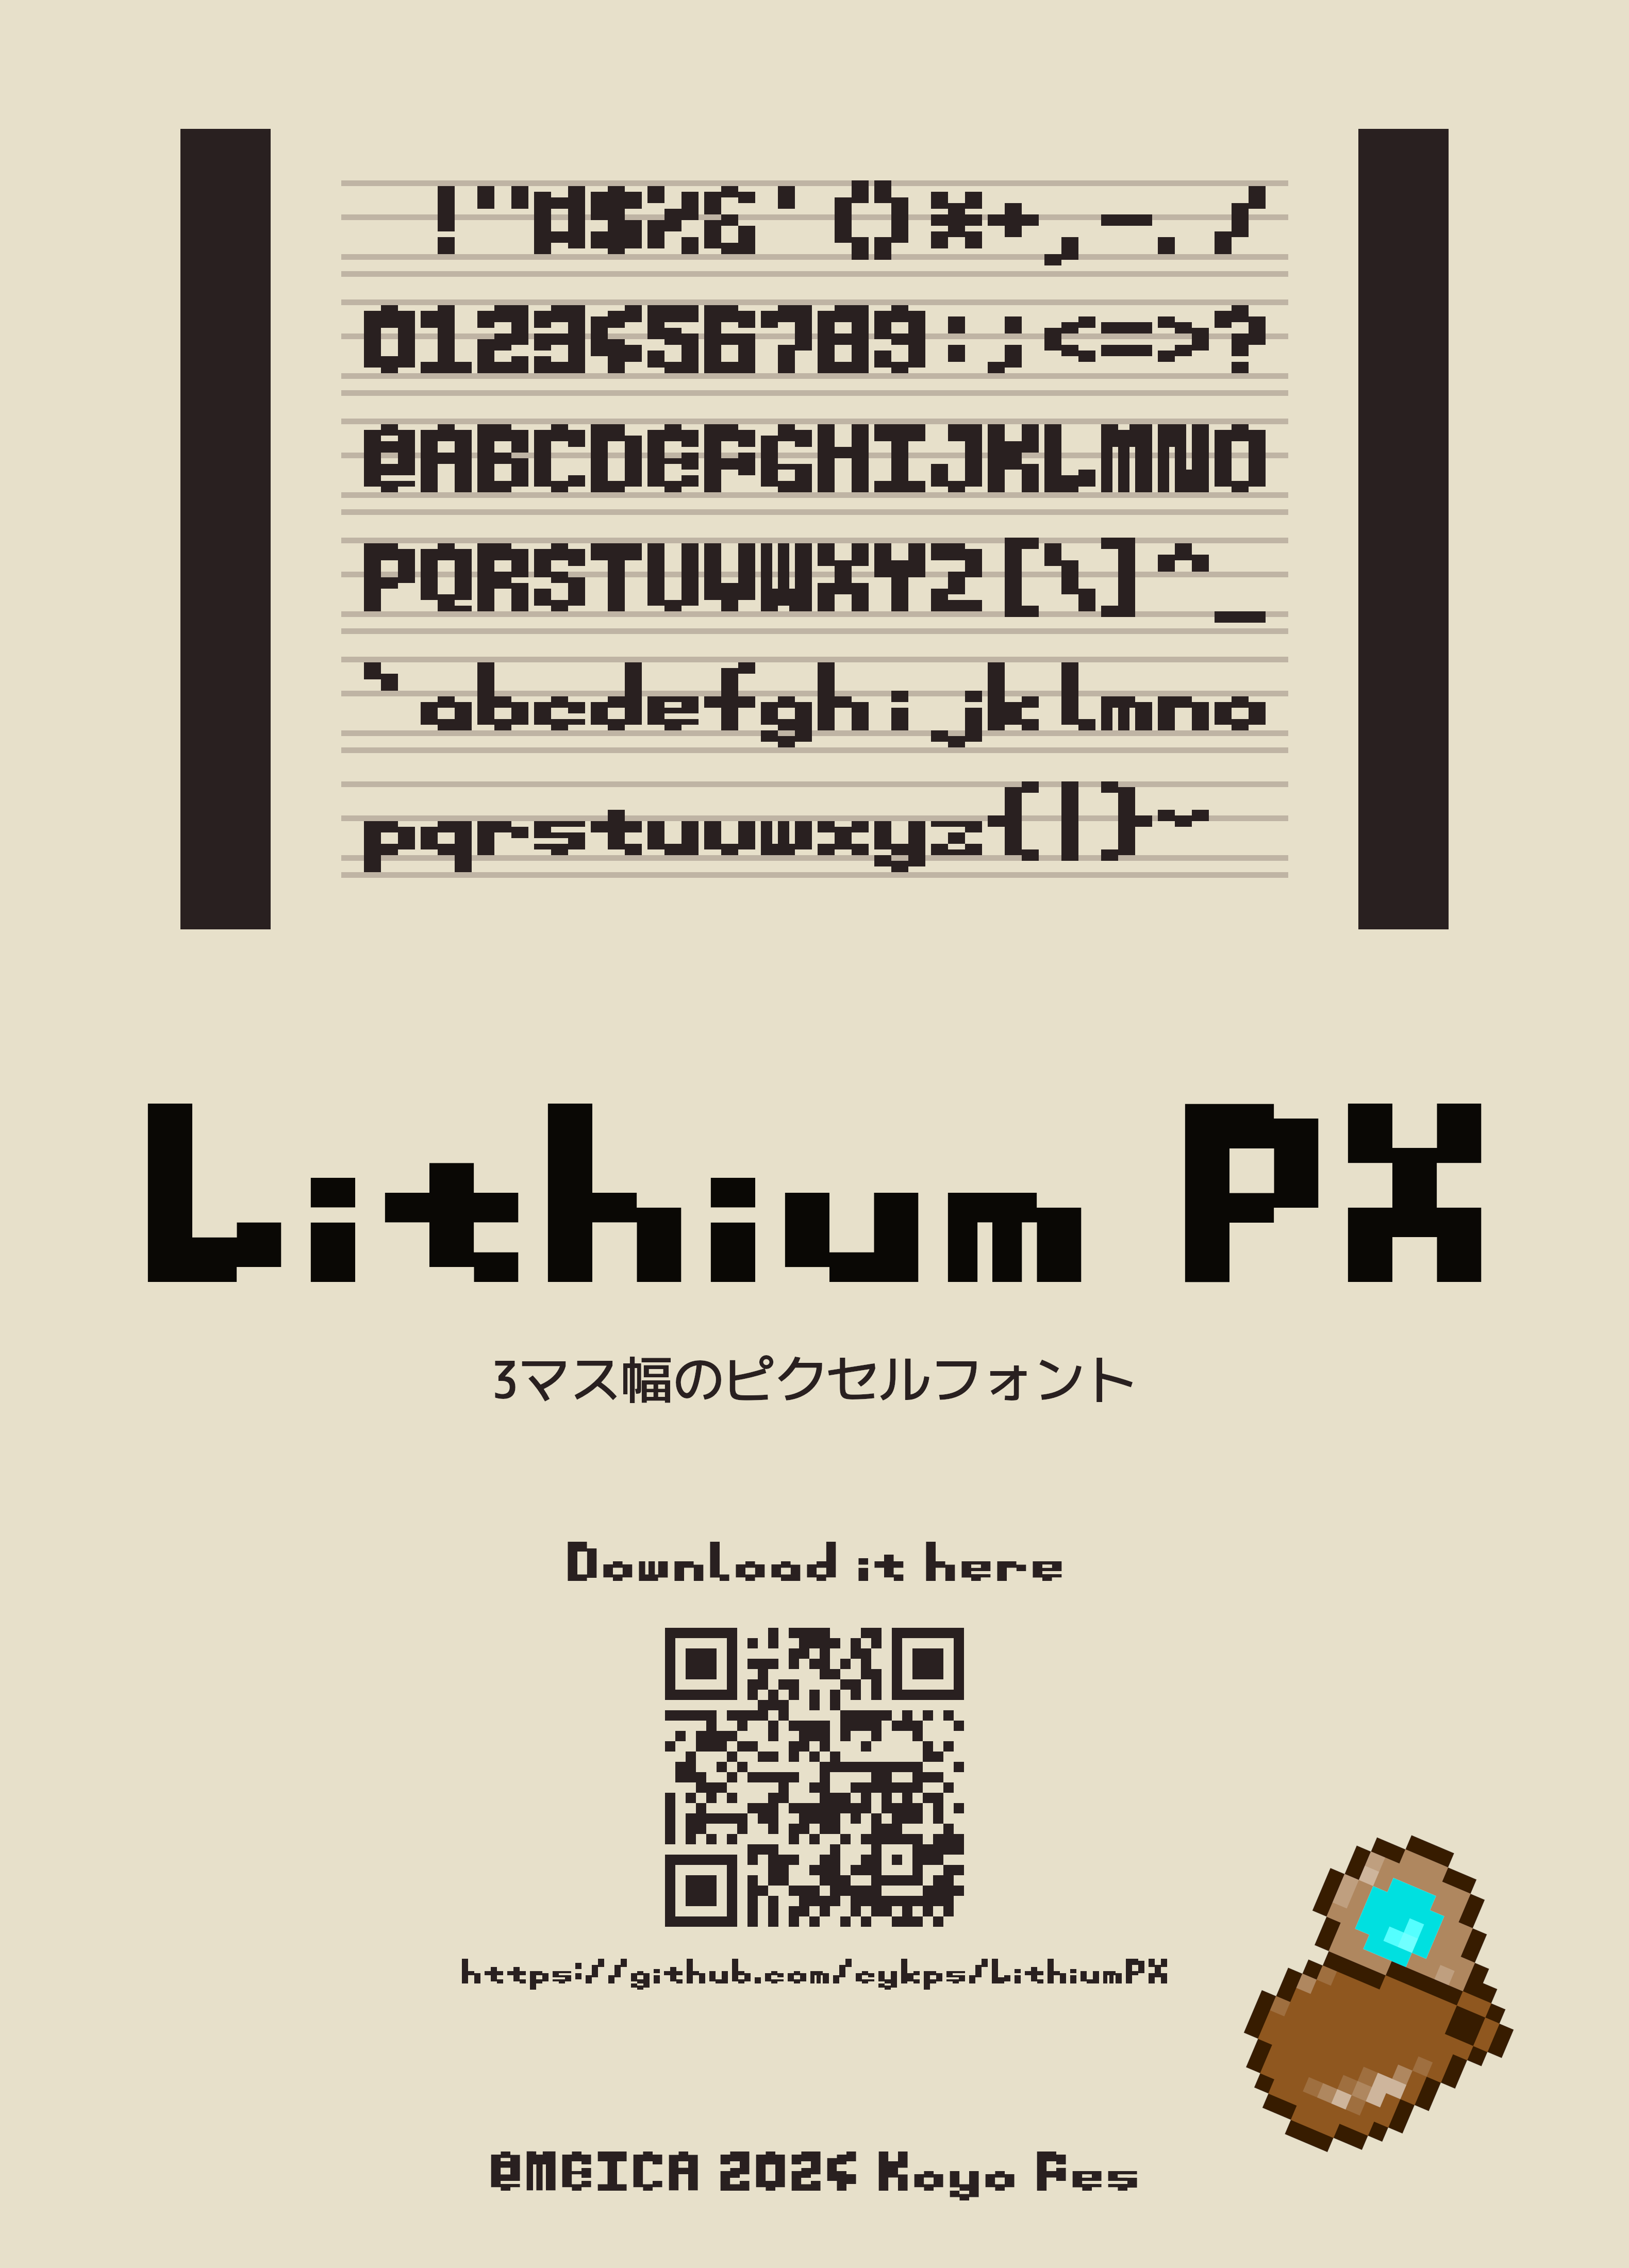 !"#$%&'()*+,-./
0123456789:;<=>?
@ABCDEFGHIJKLMNO
PQRSTUVWXYZ[\]^_
`abcdefghijklmno
pqrstuvwxyz{|}~
Lithium PX
3マス幅のピクセルフォント
Download it here
https://github.com/cykps/LithiumPX
@MCICA 2024 Koyo Fes